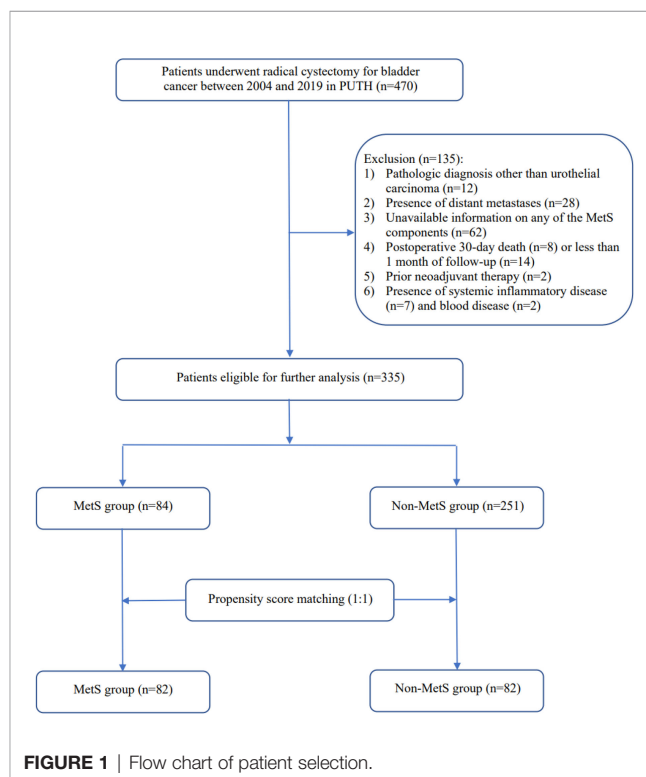 Patients underwent radical cystectomy for bladder
cancer between 2004 and 2019 in PUTH (n=470)
Exclusion (n=135):
1) Pathologic diagnosis other than urothelial
carcinoma (n=12)
2) Presence of distant metastases (n=28)
3) Unavailable information on any of the MetS
components (n=62)
4) Postoperative 30-day death (n=8) or less than
1 month of follow-up (n=14)
5) Prior neoadjuvant therapy (n=2)
6) Presence of systemic inflammatory disease
(n=7) and blood disease (n=2)
Patients eligible for further analysis (n=335)
MetS group (n=84)
Non-MetS group (n=251)
Propensity score matching (1:1)
MetS group (n=82)
Non-MetS group (n=82)
FIGURE 1 | Flow chart of patient selection.